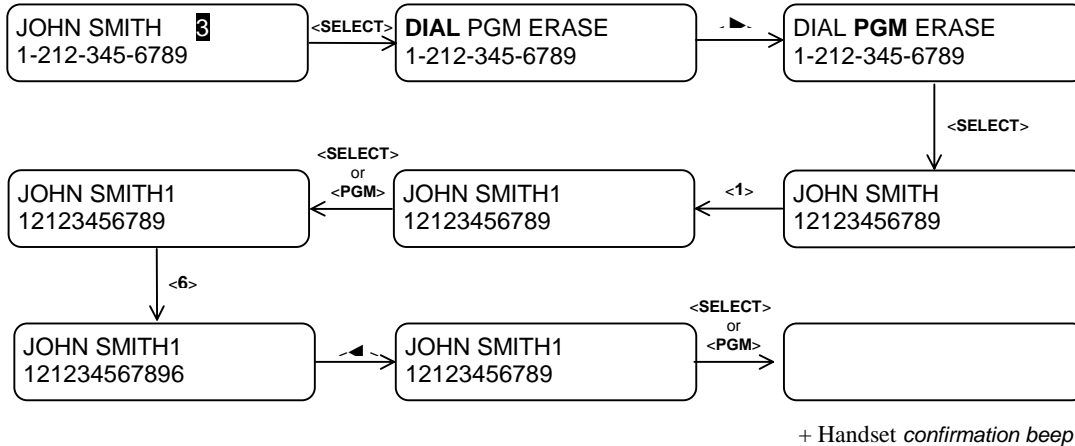 JOHN SMITH 3
1-212-345-6789
<SELECT>
DIAL PGM ERASE
1-212-345-6789
DIAL PGM ERASE
1-212-345-6789
<SELECT>
JOHN SMITH
12123456789
<1>
JOHN SMITH1
12123456789
<SELECT>
or
<PGM>
JOHN SMITH1
12123456789
<6>
JOHN SMITH1
121234567896
JOHN SMITH1
12123456789
<SELECT>
or
<PGM>
+ Handset confirmation beep